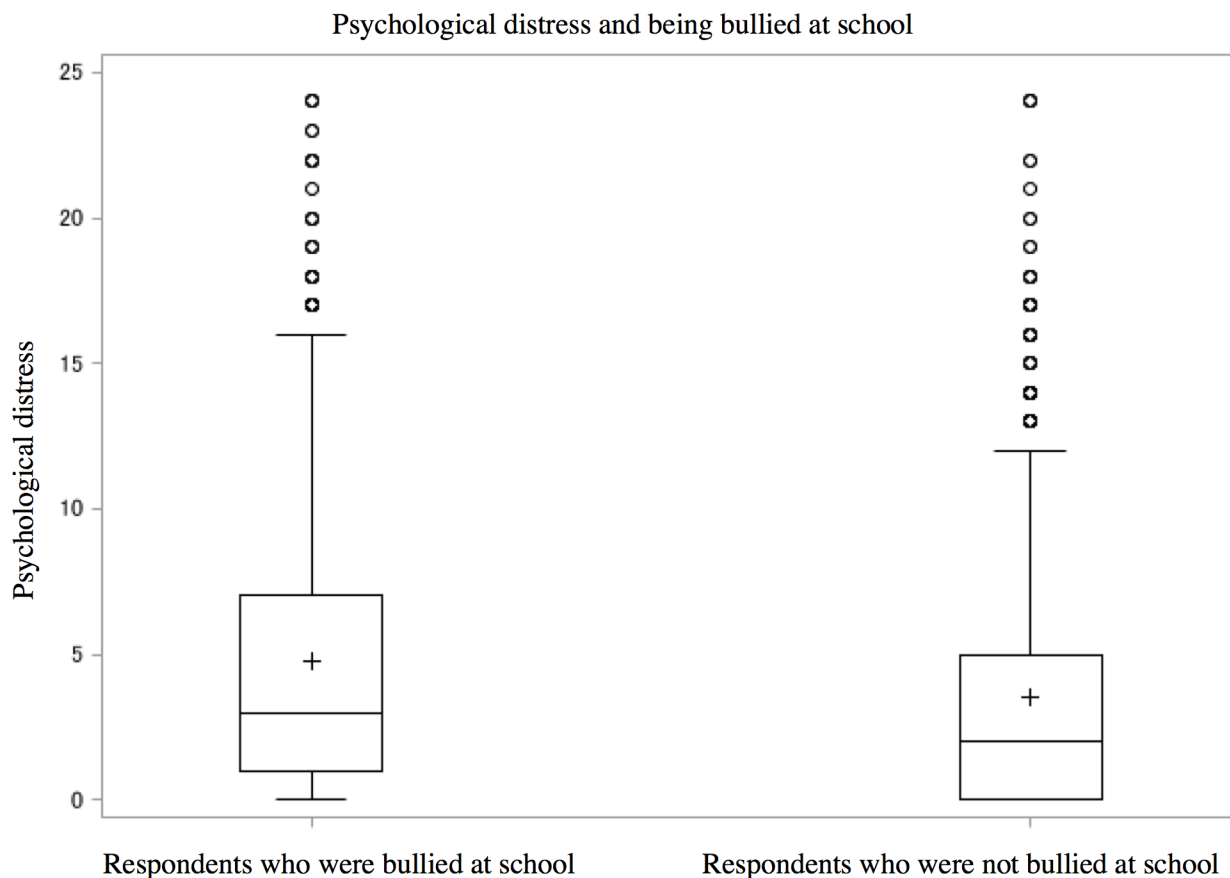 Psychological distress and being bullied at school
25
20
15
10
5
0
Psychological distress
Respondents who were bullied at school
Respondents who were not bullied at school